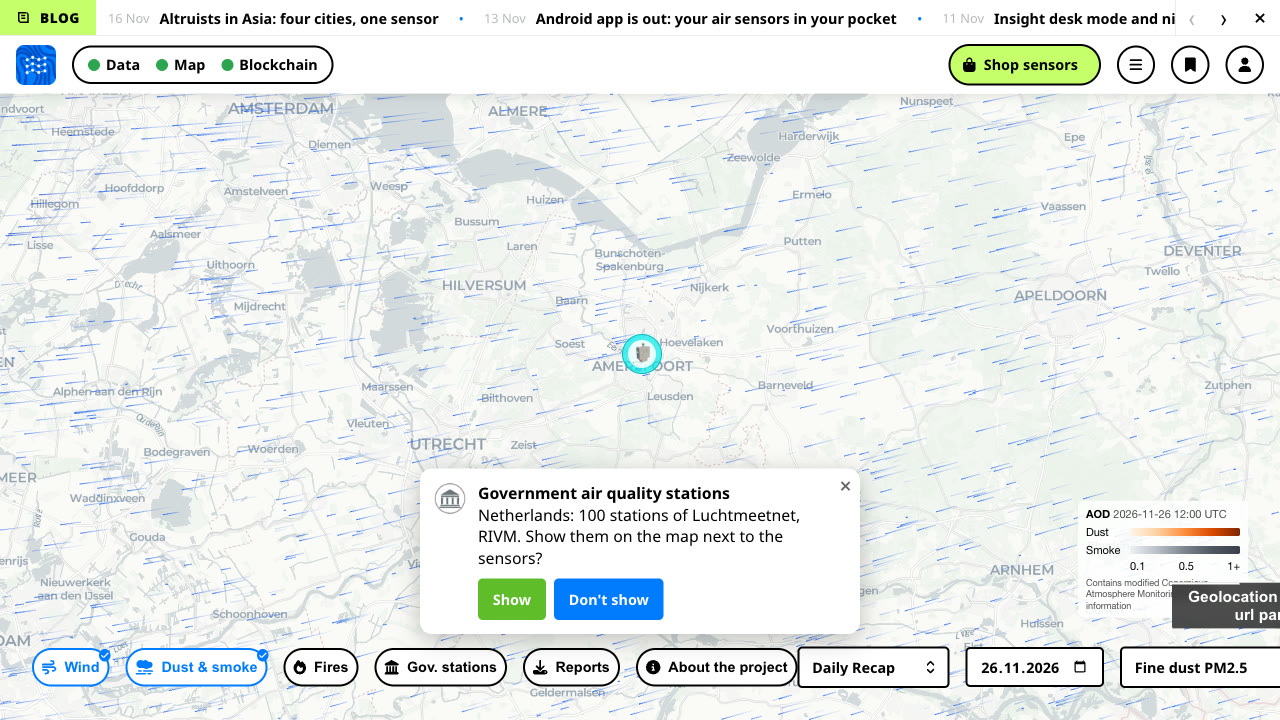 BLOG
16 Nov Altruists in Asia: four cities, one sensor • 13 Nov Android app is out: your air sensors in your pocket • 11 Nov Insight desk mode and ni
Data Map Blockchain
Shop sensors
ndvoort
AMSTERDAM
ALMERE
Nunspeet
Heemstede
Diemen
Harderwijk
Epe
Zeewolde
Hoofddorp
Amstelveen
Weesp
Huizen
Ermelo
Hillegom
Vaassen
Bussum
Aalsmeer
Lisse
Laren
Putten
Bunschoten-
Spakenburg
DEVENTER
Uithoorn
Twello
HILVERSUM
Nijkerk
Baarn
APELDOORN
Mijdrecht
Voorthuizen
Soest
Hoevelaken
AMERSFOORT
Alphen aan den Rijn
Maarssen
Bilthoven
Leusden
Barneveld
Zutphen
Oude Rijn
Vleuten
UTRECHT
Zeist
Bodegraven
Woerden
MEER
Waddinxveen
Gouda
Nieuwerkerk
aan den IJssel
Schoonhoven
DAM
ARNHEM
Huissen
Geldermalsen
Government air quality stations
Netherlands: 100 stations of Luchtmeetnet,
RIVM. Show them on the map next to the
sensors?
Show
Don't show
AOD 2026-11-26 12:00 UTC
Dust
Smoke
0.1 0.5 1+
Contains modified Copernicus
Atmosphere Monitoring
information
Geolocation
url par
Wind
Dust & smoke
Fires
Gov. stations
Reports
About the project
Daily Recap
26.11.2026
Fine dust PM2.5